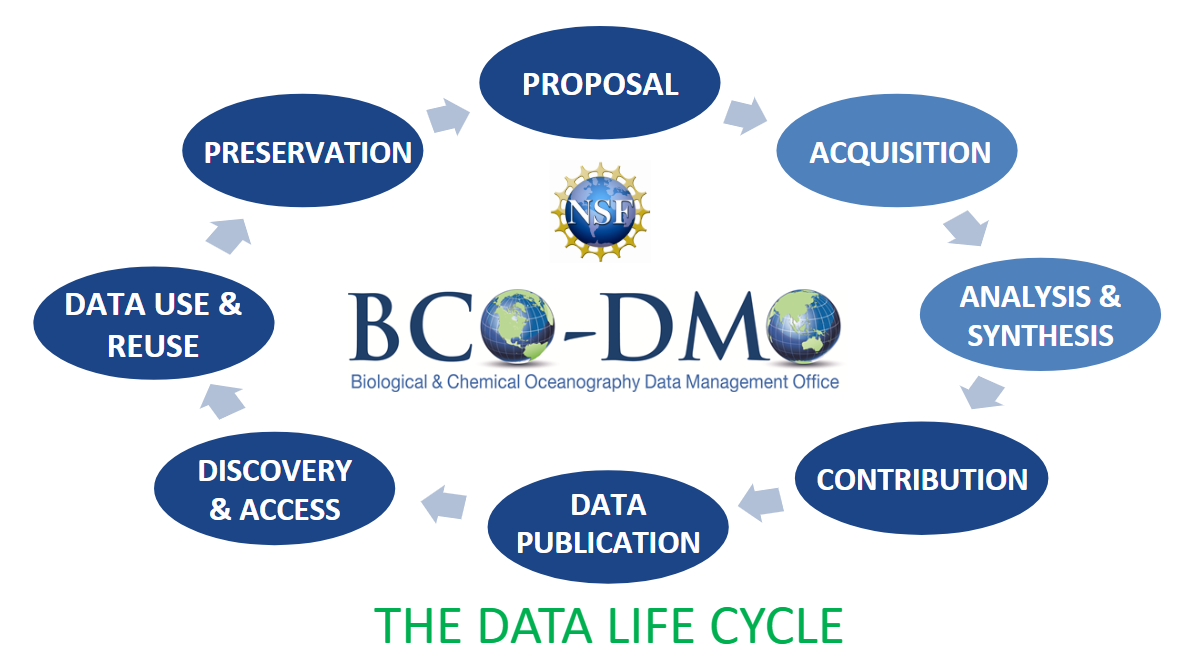 PROPOSAL
ACQUISITION
ANALYSIS &
SYNTHESIS
CONTRIBUTION
DATA
PUBLICATION
DISCOVERY
& ACCESS
DATA USE &
REUSE
PRESERVATION
NSF
BCO-DMO
Biological & Chemical Oceanography Data Management Office
THE DATA LIFE CYCLE